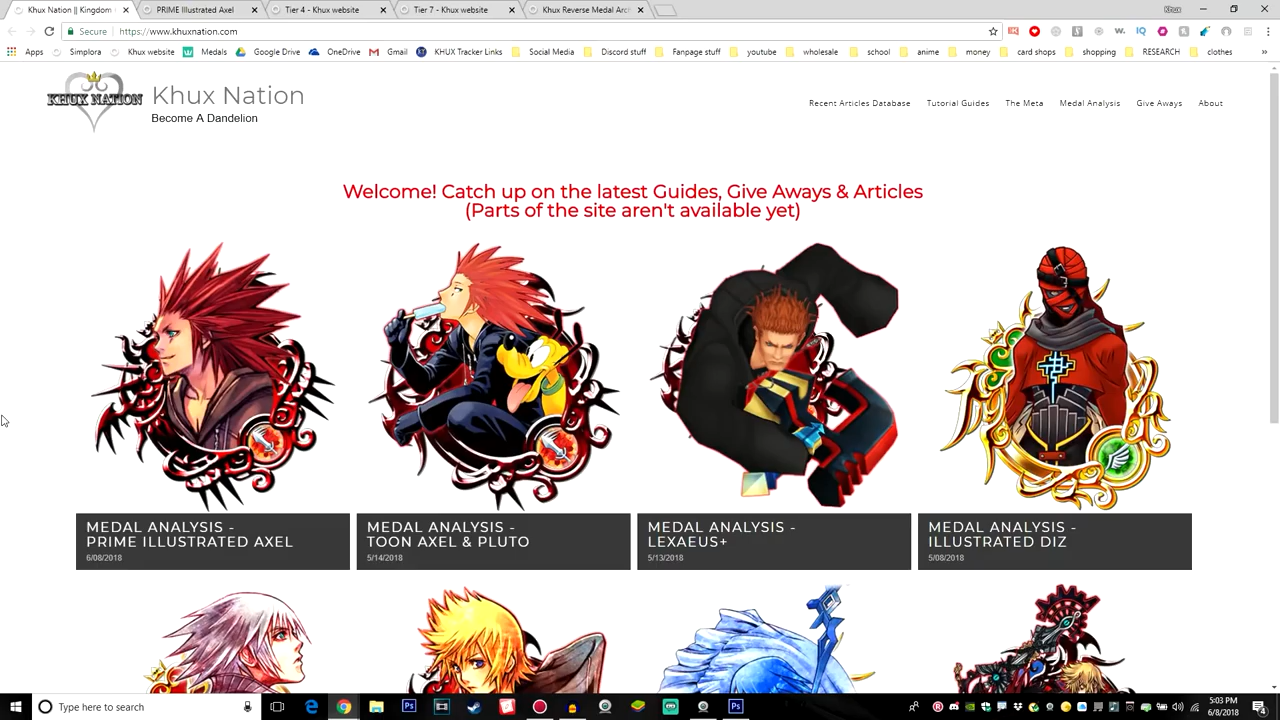 Khux Nation || Kingdom
PRIME Illustrated Axel
Tier 4 - Khux website
Tier 7 - Khux website
Khux Reverse Medal Arc
Khux
Secure
https://www.khuxnation.com
Apps
Simplora
Khux website
Medals
Google Drive
OneDrive
Gmail
KHUX Tracker Links
Social Media
Discord stuff
Fanpage stuff
youtube
wholesale
school
anime
money
card shops
shopping
RESEARCH
clothes
KHUX NATION
Khux Nation
Become A Dandelion
Recent Articles Database
Tutorial Guides
The Meta
Medal Analysis
Give Aways
About
Welcome! Catch up on the latest Guides, Give Aways & Articles
(Parts of the site aren't available yet)
MEDAL ANALYSIS -
PRIME ILLUSTRATED AXEL
6/08/2018
MEDAL ANALYSIS -
TOON AXEL & PLUTO
5/14/2018
MEDAL ANALYSIS -
LEXAEUS+
5/13/2018
MEDAL ANALYSIS -
ILLUSTRATED DIZ
5/08/2018
Type here to search
5:03 PM
6/8/2018